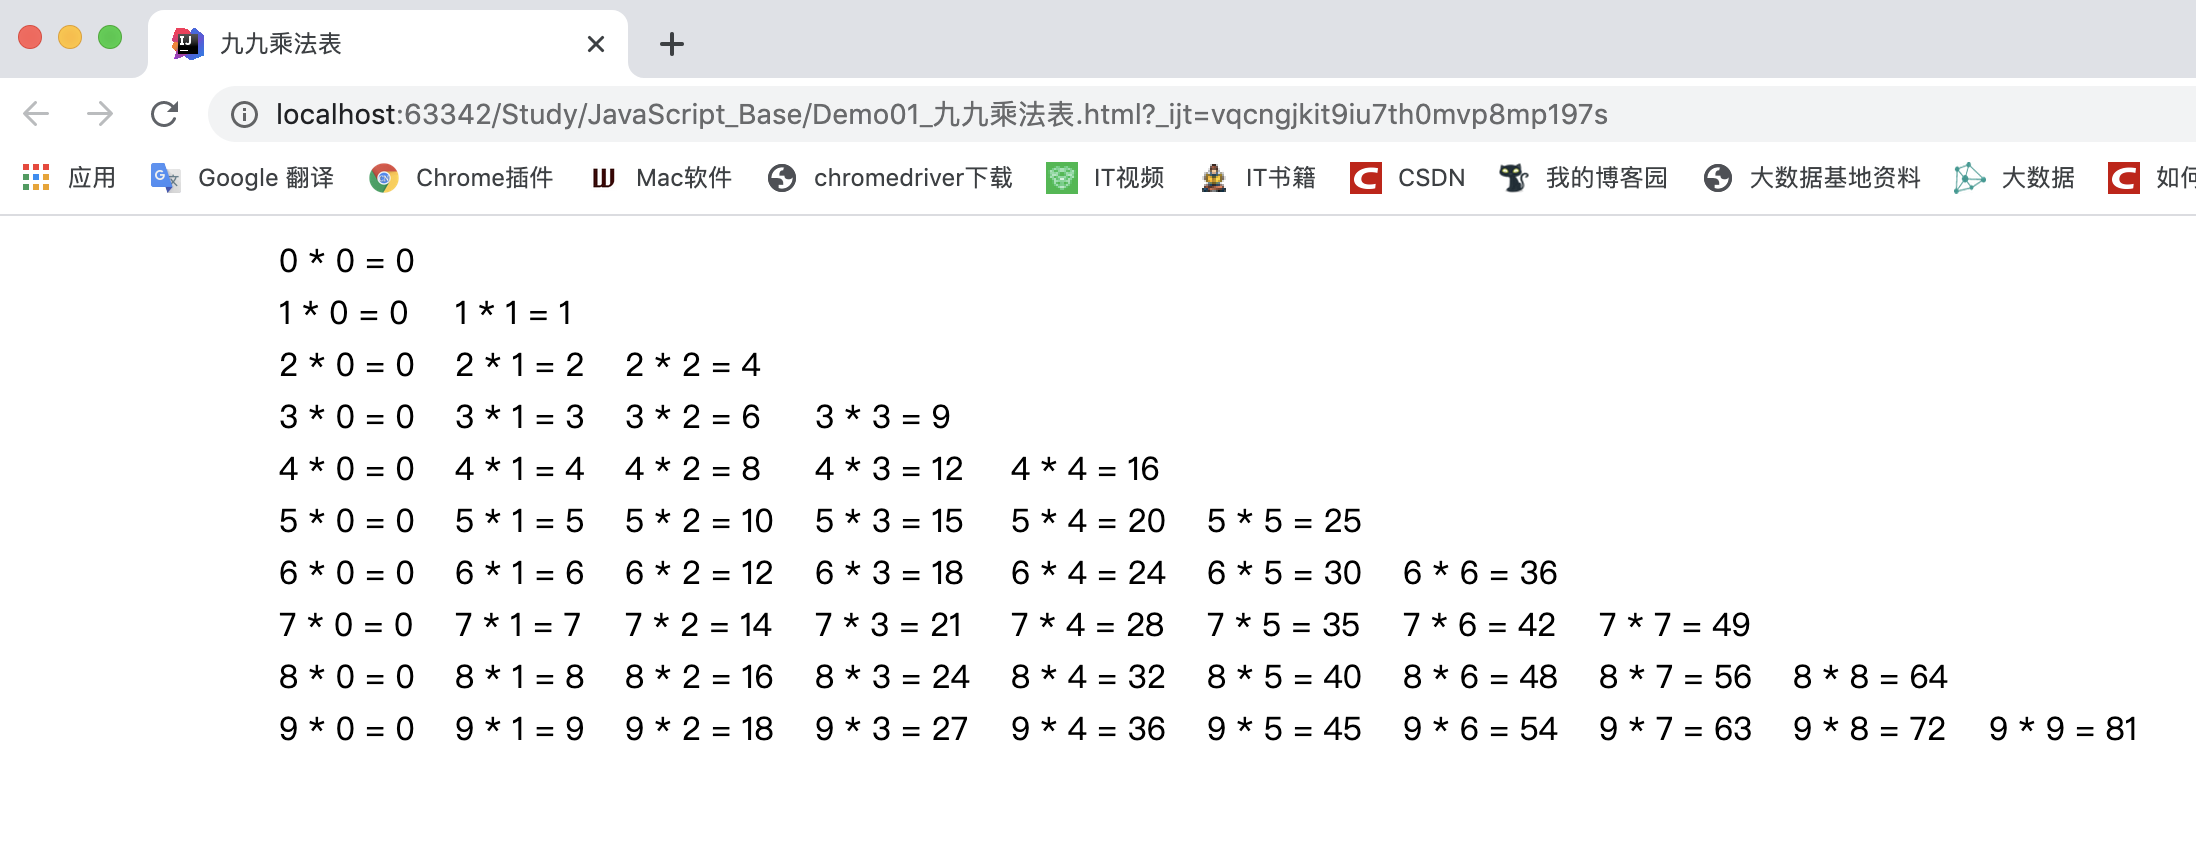 九九乘法表
localhost:63342/Study/JavaScript_Base/Demo01_九九乘法表.html?_ijt=vqcngjkit9iu7th0mvp8mp197s
应用 Google 翻译 Chrome插件 Mac软件 chromedriver下载 IT视频 IT书籍 CSDN 我的博客园 大数据基地资料 大数据 如何
0 * 0 = 0
1 * 0 = 0 1 * 1 = 1
2 * 0 = 0 2 * 1 = 2 2 * 2 = 4
3 * 0 = 0 3 * 1 = 3 3 * 2 = 6 3 * 3 = 9
4 * 0 = 0 4 * 1 = 4 4 * 2 = 8 4 * 3 = 12 4 * 4 = 16
5 * 0 = 0 5 * 1 = 5 5 * 2 = 10 5 * 3 = 15 5 * 4 = 20 5 * 5 = 25
6 * 0 = 0 6 * 1 = 6 6 * 2 = 12 6 * 3 = 18 6 * 4 = 24 6 * 5 = 30 6 * 6 = 36
7 * 0 = 0 7 * 1 = 7 7 * 2 = 14 7 * 3 = 21 7 * 4 = 28 7 * 5 = 35 7 * 6 = 42 7 * 7 = 49
8 * 0 = 0 8 * 1 = 8 8 * 2 = 16 8 * 3 = 24 8 * 4 = 32 8 * 5 = 40 8 * 6 = 48 8 * 7 = 56 8 * 8 = 64
9 * 0 = 0 9 * 1 = 9 9 * 2 = 18 9 * 3 = 27 9 * 4 = 36 9 * 5 = 45 9 * 6 = 54 9 * 7 = 63 9 * 8 = 72 9 * 9 = 81